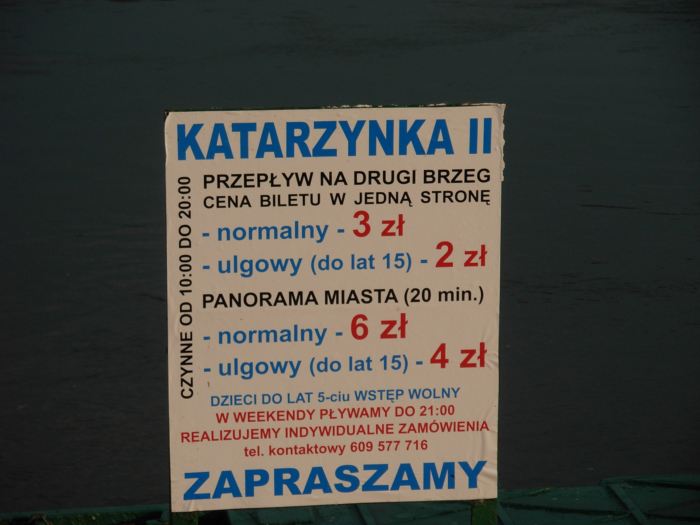 KATARZYNKA II
CZYNNE OD 10:00 DO 20:00
PRZEPŁYW NA DRUGI BRZEG
CENA BILETU W JEDNĄ STRONĘ
- normalny - 3 zł
- ulgowy (do lat 15) - 2 zł
PANORAMA MIASTA (20 min.)
- normalny - 6 zł
- ulgowy (do lat 15) - 4 zł
DZIECI DO LAT 5-ciu WSTĘP WOLNY
W WEEKENDY PŁYWAMY DO 21:00
REALIZUJEMY INDYWIDUALNE ZAMÓWIENIA
tel. kontaktowy 609 577 716
ZAPRASZAMY